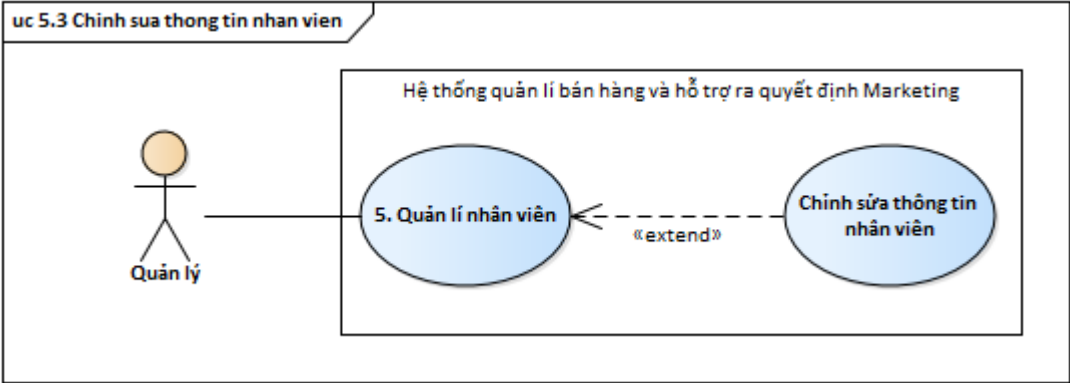 uc 5.3 Chinh sua thong tin nhan vien
Hệ thống quản lí bán hàng và hỗ trợ ra quyết định Marketing
5. Quản lí nhân viên
«extend»
Chỉnh sửa thông tin
nhân viên
Quản lý